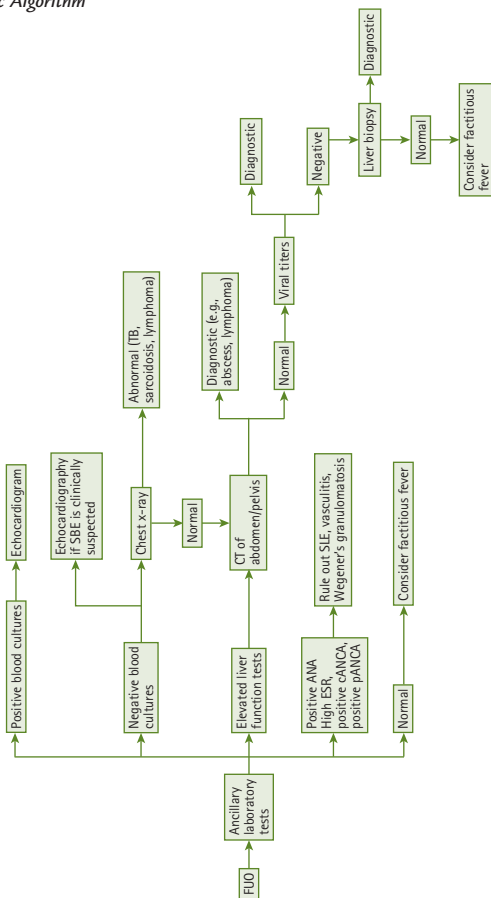 c Algorithm
FUO
Ancillary
laboratory
tests
Positive blood cultures
Echocardiogram
Negative blood
cultures
Echocardiography
if SBE is clinically
suspected
Chest x-ray
Abnormal (TB,
sarcoidosis, lymphoma)
Normal
Elevated liver
function tests
CT of
abdomen/pelvis
Diagnostic (e.g.,
abscess, lymphoma)
Normal
Viral titers
Diagnostic
Negative
Liver biopsy
Diagnostic
Normal
Consider factitious
fever
Positive ANA
High ESR,
positive cANCA,
positive pANCA
Rule out SLE, vasculitis,
Wegener's granulomatosis
Normal
Consider factitious fever